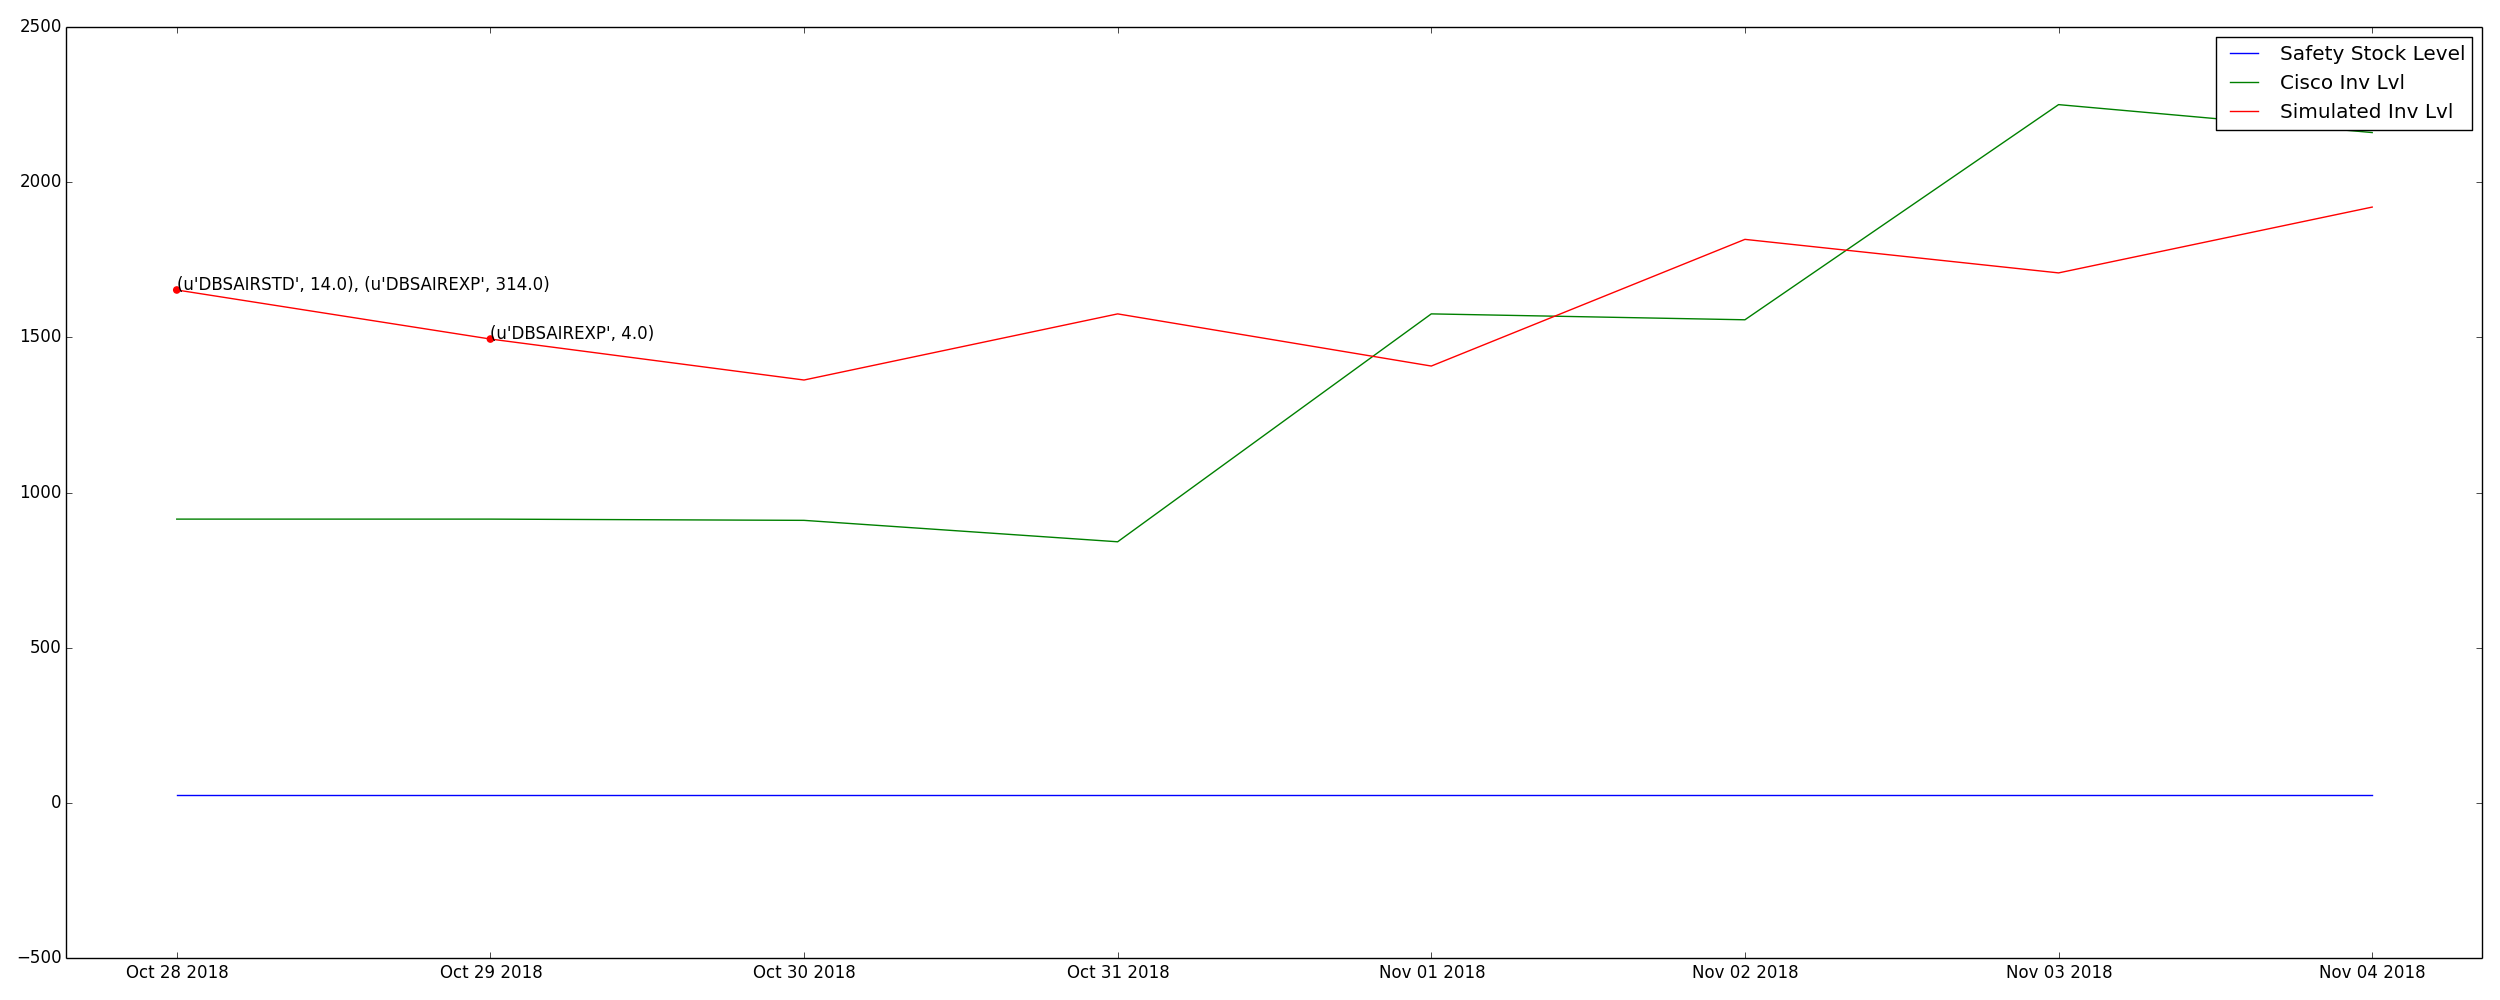 2500
Safety Stock Level
Cisco Inv Lvl
Simulated Inv Lvl
2000
(u'DBSAIRSTD', 14.0), (u'DBSAIREXP', 314.0)
1500
(u'DBSAIREXP', 4.0)
1000
500
0
−500
Oct 28 2018 Oct 29 2018 Oct 30 2018 Oct 31 2018 Nov 01 2018 Nov 02 2018 Nov 03 2018 Nov 04 2018